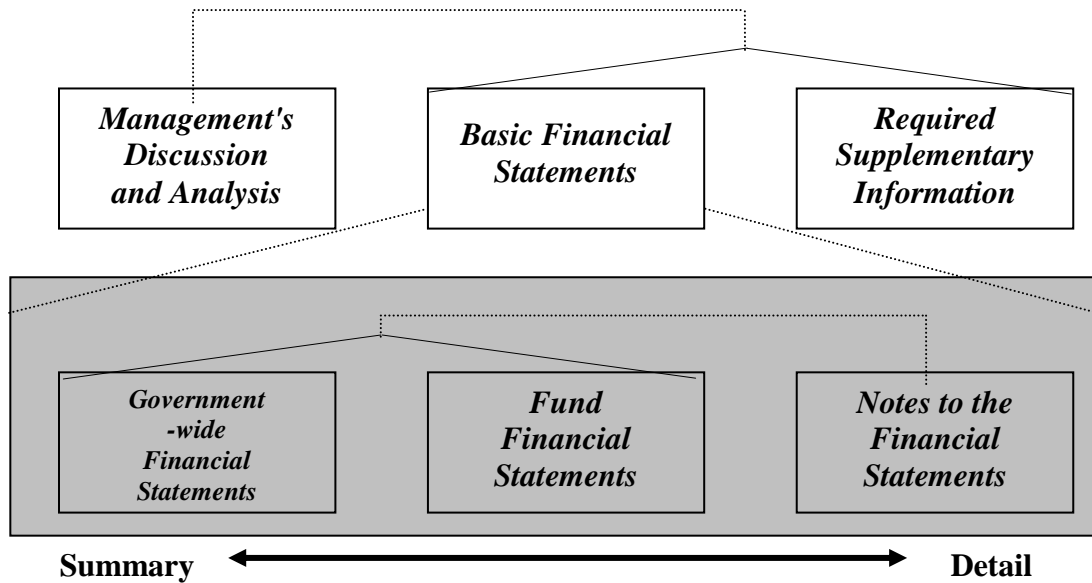 Management's
Discussion
and Analysis
Basic Financial
Statements
Required
Supplementary
Information
Government
-wide
Financial
Statements
Fund
Financial
Statements
Notes to the
Financial
Statements
Summary
Detail